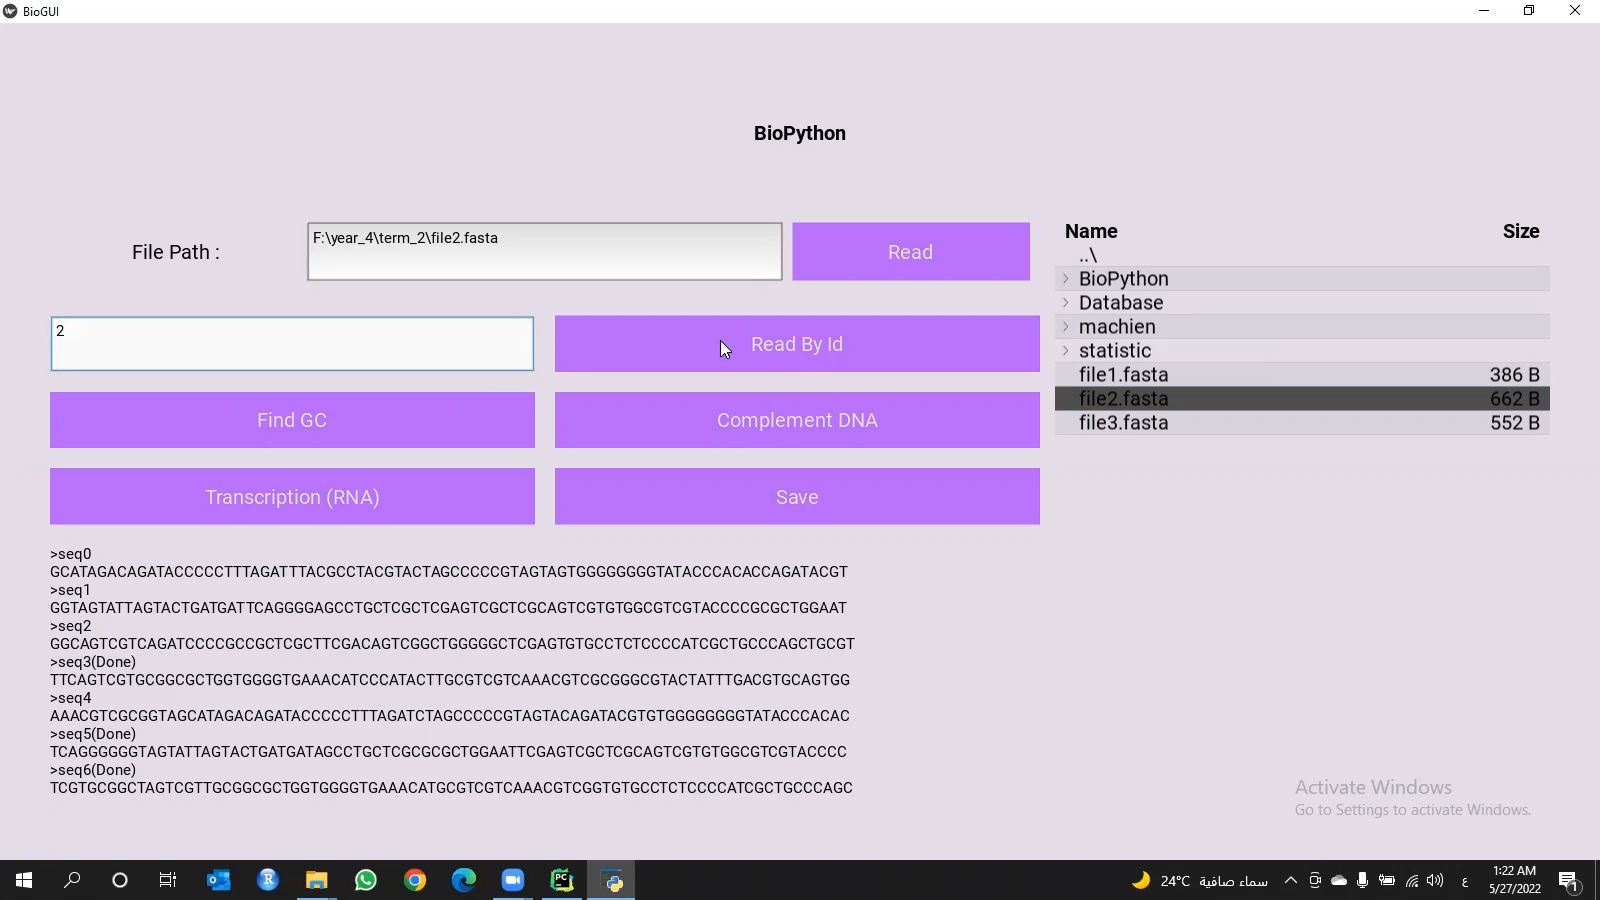 BioGUI
BioPython
File Path :
F:\year_4\term_2\file2.fasta
Read
2
Read By Id
Find GC
Complement DNA
Transcription (RNA)
Save
Name Size
..\
BioPython
Database
machien
statistic
file1.fasta 386 B
file2.fasta 662 B
file3.fasta 552 B
>seq0
GCATAGACAGATACCCCCTTTAGATTTACGCCTACGTACTAGCCCCCGTAGTAGTGGGGGGGGTATACCCACACCAGATACGT
>seq1
GGTAGTATTAGTACTGATGATTCAGGGGAGCCTGCTCGCTCGAGTCGCTCGCAGTCGTGTGGCGTCGTACCCCGCGCTGGAAT
>seq2
GGCAGTCGTCAGATCCCCGCCGCTCGCTTCGACAGTCGGCTGGGGGCTCGAGTGTGCCTCTCCCCATCGCTGCCCAGCTGCGT
>seq3(Done)
TTCAGTCGTGCGGCGCTGGTGGGGTGAAACATCCCATACTTGCGTCGTCAAACGTCGCGGGCGTACTATTTGACGTGCAGTGG
>seq4
AAACGTCGCGGTAGCATAGACAGATACCCCCTTTAGATCTAGCCCCCGTAGTACAGATACGTGTGGGGGGGGTATACCCACAC
>seq5(Done)
TCAGGGGGGTAGTATTAGTACTGATGATAGCCTGCTCGCGCGCTGGAATTCGAGTCGCTCGCAGTCGTGTGGCGTCGTACCCC
>seq6(Done)
TCGTGCGGCTAGTCGTTGCGGCGCTGGTGGGGTGAAACATGCGTCGTCAAACGTCGGTGTGCCTCTCCCCATCGCTGCCCAGC
Activate Windows
Go to Settings to activate Windows.
24°C سماء صافية
ع
1:22 AM
5/27/2022
1